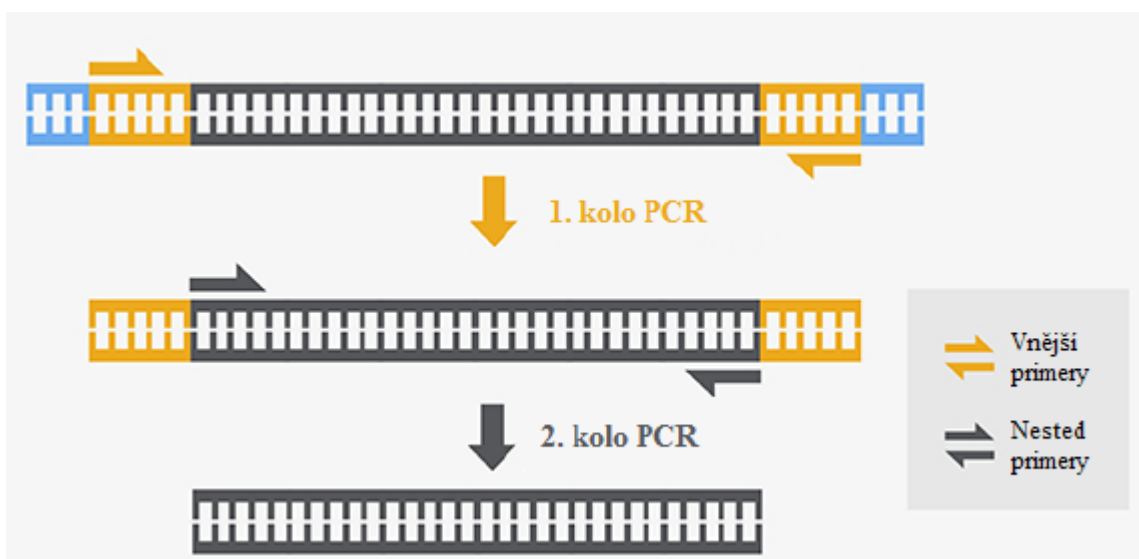 1. kolo PCR
2. kolo PCR
Vnější
primery
Nested
primery